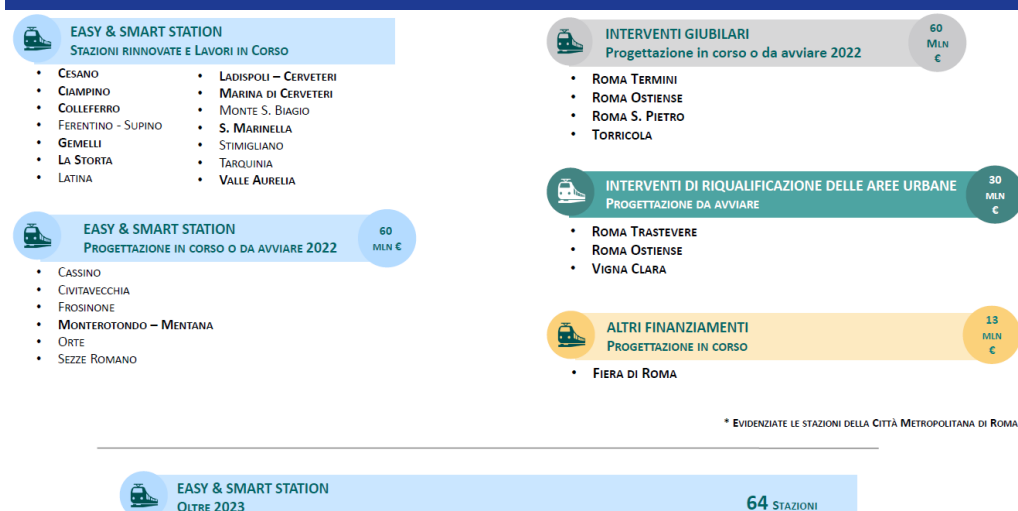 EASY & SMART STATION
STAZIONI RINNOVATE E LAVORI IN CORSO
• CESANO
• CIAMPINO
• COLLEFERRO
• FERENTINO - SUPINO
• GEMELLI
• LA STORTA
• LATINA
• LADISPOLI – CERVETERI
• MARINA DI CERVETERI
• MONTE S. BIAGIO
• S. MARINELLA
• STIMIGLIANO
• TARQUINIA
• VALLE AURELIA
EASY & SMART STATION
PROGETTAZIONE IN CORSO O DA AVVIARE 2022
60
MLN €
• CASSINO
• CIVITAVECCHIA
• FROSINONE
• MONTEROTONDO – MENTANA
• ORTE
• SEZZE ROMANO
INTERVENTI GIUBILARI
Progettazione in corso o da avviare 2022
60
MLN
€
• ROMA TERMINI
• ROMA OSTIENSE
• ROMA S. PIETRO
• TORRICOLA
INTERVENTI DI RIQUALIFICAZIONE DELLE AREE URBANE
PROGETTAZIONE DA AVVIARE
30
MLN
€
• ROMA TRASTEVERE
• ROMA OSTIENSE
• VIGNA CLARA
ALTRI FINANZIAMENTI
PROGETTAZIONE IN CORSO
13
MLN
€
• FIERA DI ROMA
* EVIDENZIATE LE STAZIONI DELLA CITTÀ METROPOLITANA DI ROMA
EASY & SMART STATION
OLTRE 2023
64 STAZIONI